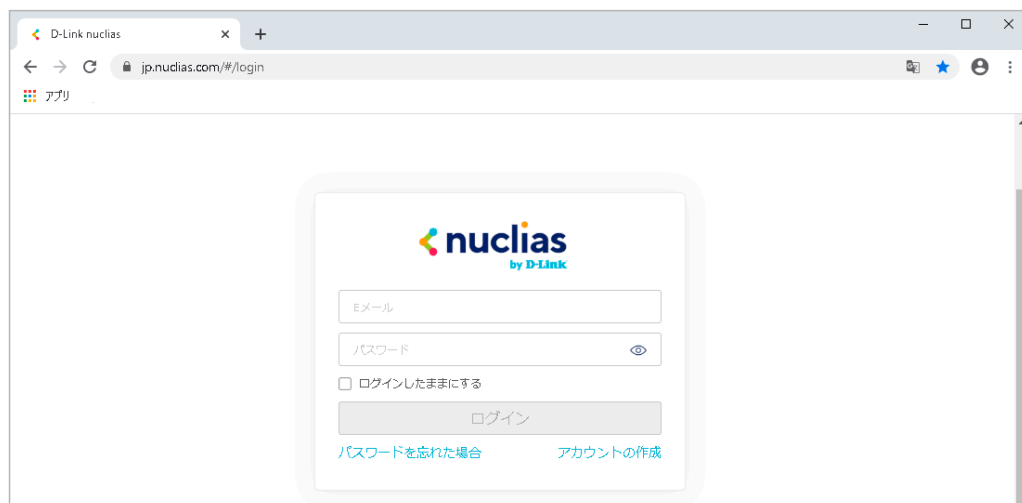 D-Link nuclias
jp.nuclias.com/#/login
アプリ
nuclias
by D-Link
Eメール
パスワード
ログインしたままにする
ログイン
パスワードを忘れた場合 アカウントの作成